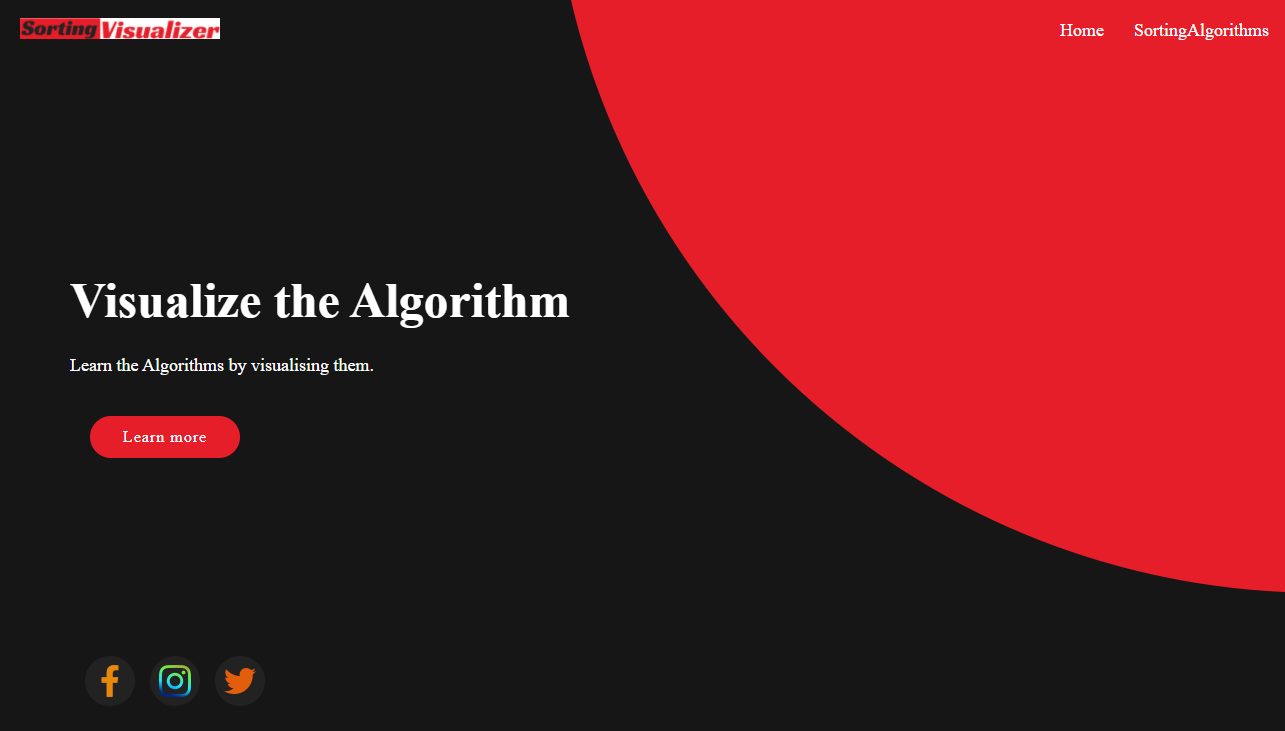 Sorting Visualizer
Home SortingAlgorithms
Visualize the Algorithm
Learn the Algorithms by visualising them.
Learn more